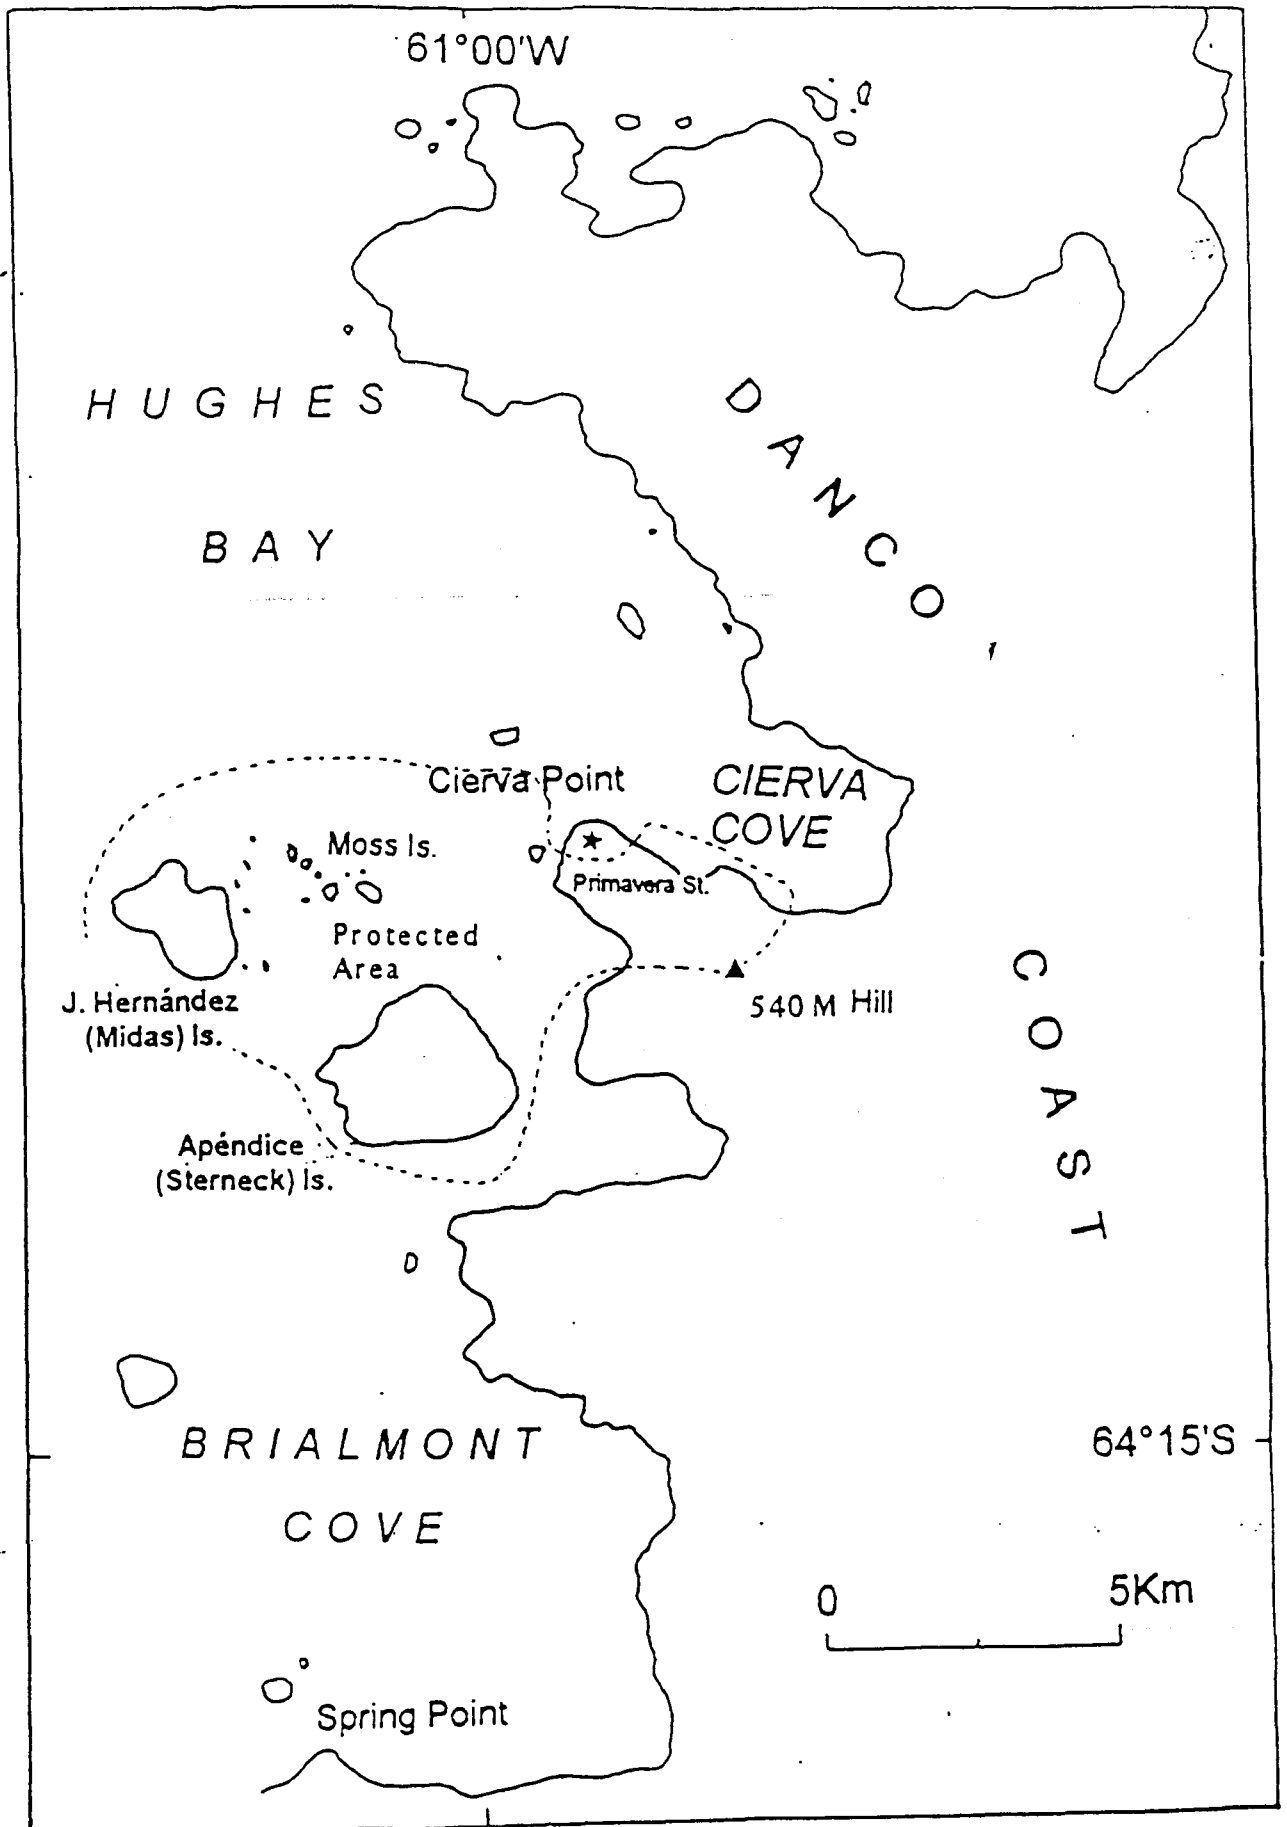 61°00'W
HUGHES
BAY
DANCO
Cierva Point
CIERVA
COVE
Moss Is.
Primavera St.
Protected
Area
J. Hernández
(Midas) Is.
540 M Hill
COAST
Apéndice
(Sterneck) Is.
BRIALMONT
COVE
64°15'S
0 5Km
Spring Point